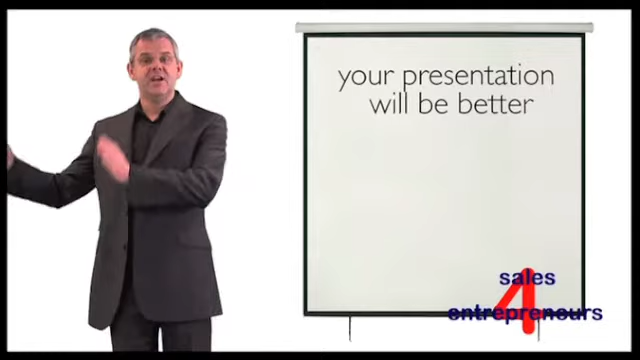 your presentation
will be better
sales
4
entrepreneurs